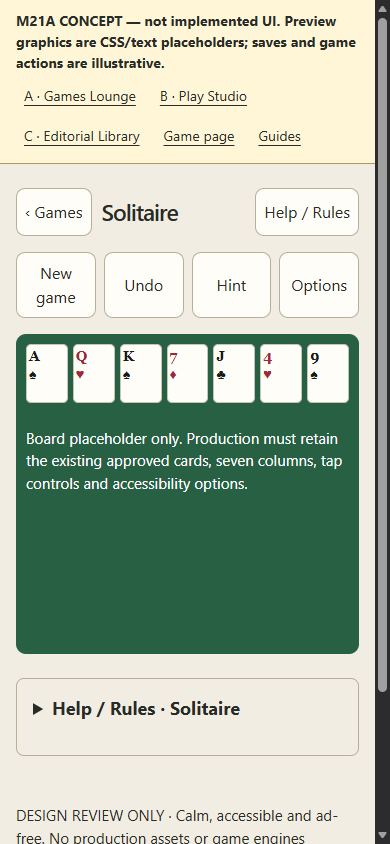 M21A CONCEPT — not implemented UI. Preview
graphics are CSS/text placeholders; saves and game
actions are illustrative.
A · Games Lounge B · Play Studio
C · Editorial Library Game page Guides
‹ Games Solitaire Help / Rules
New
game
Undo Hint Options
A Q K 7 J 4 9
♠ ♥ ♠ ♦ ♣ ♥ ♠
Board placeholder only. Production must retain
the existing approved cards, seven columns, tap
controls and accessibility options.
▶ Help / Rules · Solitaire
DESIGN REVIEW ONLY · Calm, accessible and ad-
free. No production assets or game engines